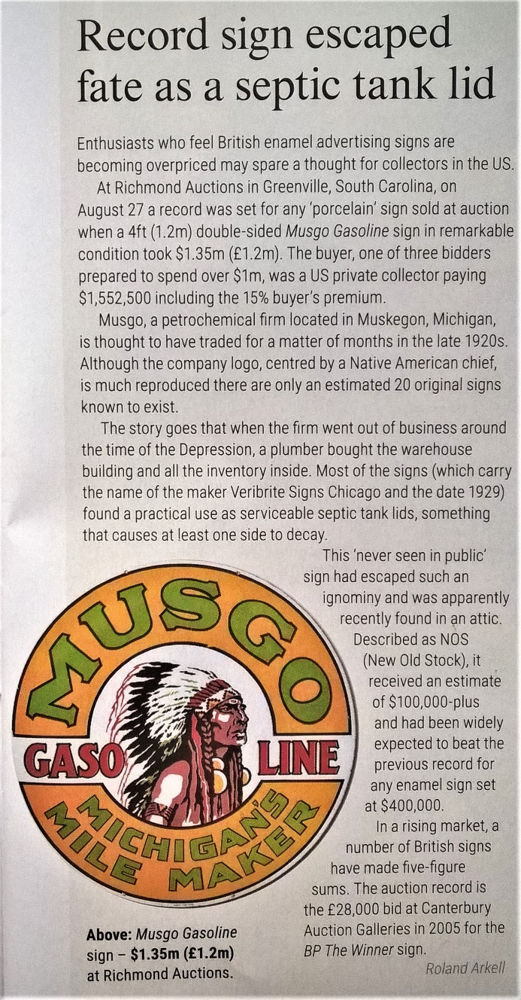 Record sign escaped
fate as a septic tank lid
Enthusiasts who feel British enamel advertising signs are
becoming overpriced may spare a thought for collectors in the US.
At Richmond Auctions in Greenville, South Carolina, on
August 27 a record was set for any ‘porcelain’ sign sold at auction
when a 4ft (1.2m) double-sided Musgo Gasoline sign in remarkable
condition took $1.35m (£1.2m). The buyer, one of three bidders
prepared to spend over $1m, was a US private collector paying
$1,552,500 including the 15% buyer’s premium.
Musgo, a petrochemical firm located in Muskegon, Michigan,
is thought to have traded for a matter of months in the late 1920s.
Although the company logo, centred by a Native American chief,
is much reproduced there are only an estimated 20 original signs
known to exist.
The story goes that when the firm went out of business around
the time of the Depression, a plumber bought the warehouse
building and all the inventory inside. Most of the signs (which carry
the name of the maker Veribrite Signs Chicago and the date 1929)
found a practical use as serviceable septic tank lids, something
that causes at least one side to decay.
This ‘never seen in public’
sign had escaped such an
ignominy and was apparently
recently found in an attic.
Described as NOS
(New Old Stock), it
received an estimate
of $100,000-plus
and had been widely
expected to beat the
previous record for
any enamel sign set
at $400,000.
In a rising market, a
number of British signs
have made five-figure
sums. The auction record is
the £28,000 bid at Canterbury
Auction Galleries in 2005 for the
BP The Winner sign.
Roland Arkell
MUSGO
GASO LINE
MICHIGAN'S
MILE MAKER
Above: Musgo Gasoline
sign – $1.35m (£1.2m)
at Richmond Auctions.